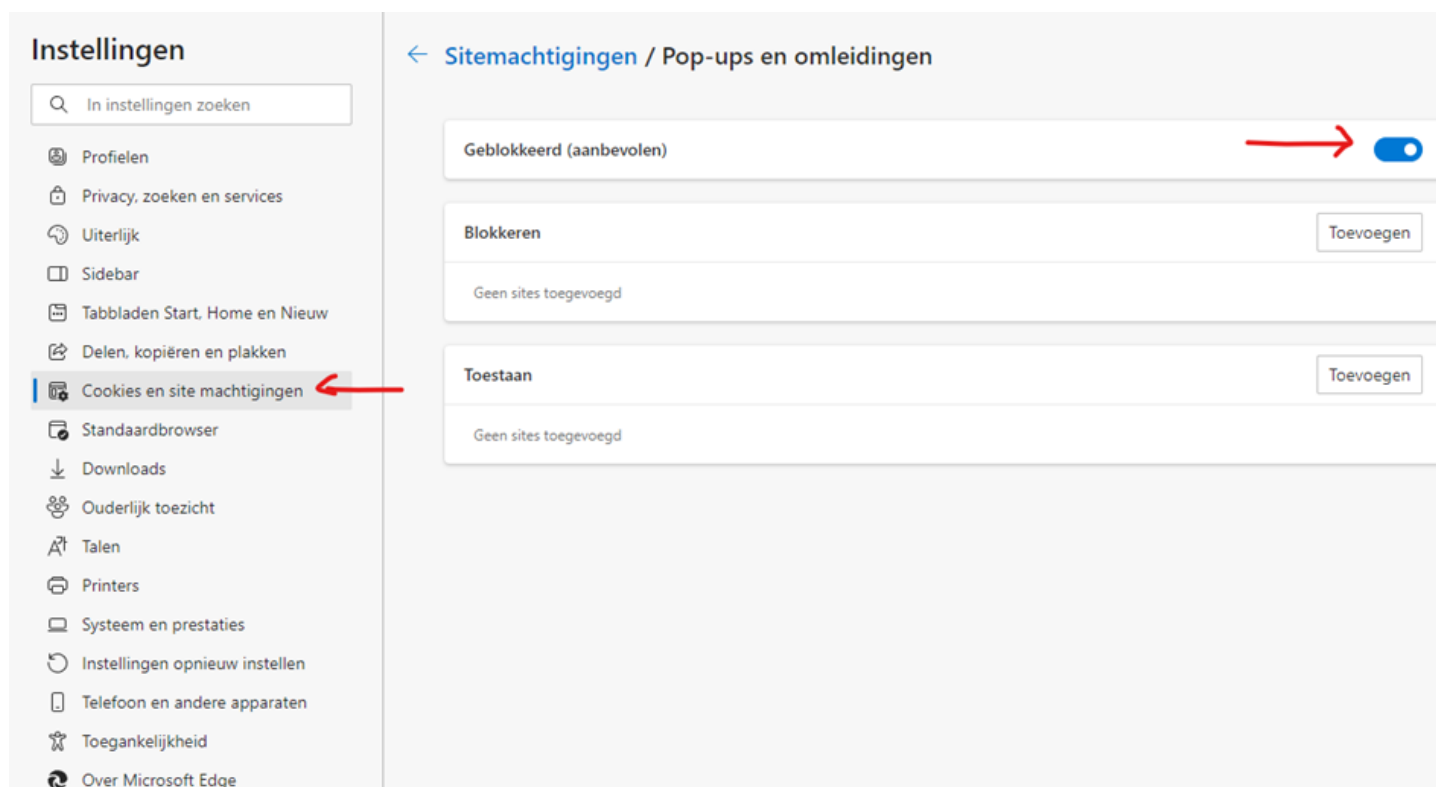 Instellingen
In instellingen zoeken
Profielen
Privacy, zoeken en services
Uiterlijk
Sidebar
Tabbladen Start, Home en Nieuw
Delen, kopiëren en plakken
Cookies en site machtigingen
Standaardbrowser
Downloads
Ouderlijk toezicht
Talen
Printers
Systeem en prestaties
Instellingen opnieuw instellen
Telefoon en andere apparaten
Toegankelijkheid
Over Microsoft Edge
Sitemachtigingen / Pop-ups en omleidingen
Geblokkeerd (aanbevolen)
Blokkeren Toevoegen
Geen sites toegevoegd
Toestaan Toevoegen
Geen sites toegevoegd